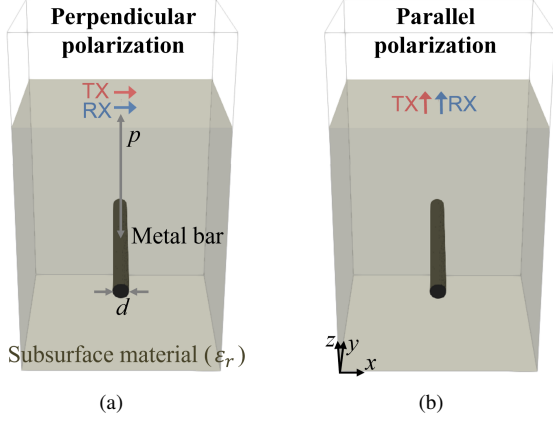 Perpendicular
polarization
TX
RX
p
Metal bar
d
Subsurface material (εr)
(a)
Parallel
polarization
TX RX
z y
x
(b)